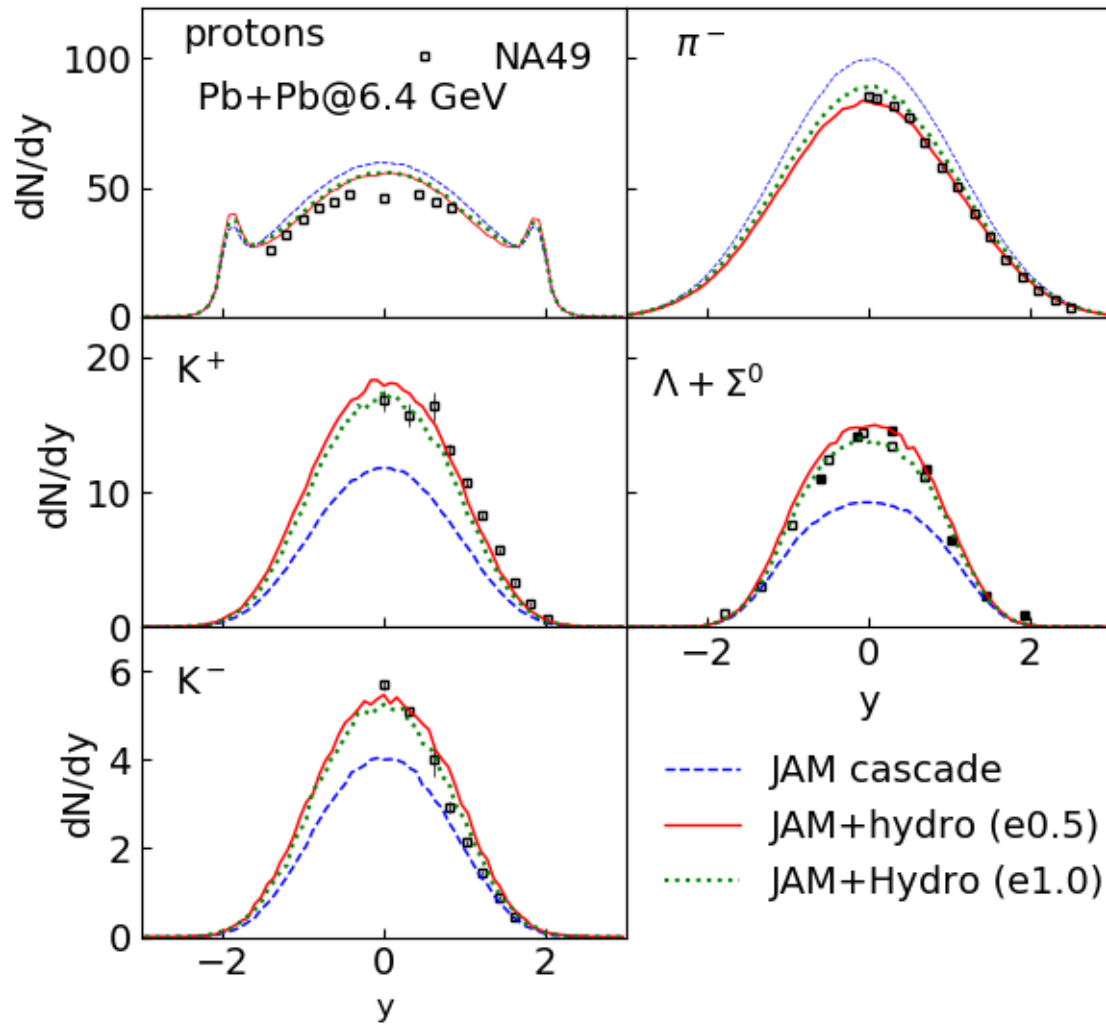 protons
NA49
Pb+Pb@6.4 GeV
π⁻
dN/dy
100
50
0
K⁺
Λ + Σ⁰
dN/dy
20
10
0
−2 0 2
y
K⁻
dN/dy
6
4
2
0
−2 0 2
y
JAM cascade
JAM+hydro (e0.5)
JAM+Hydro (e1.0)